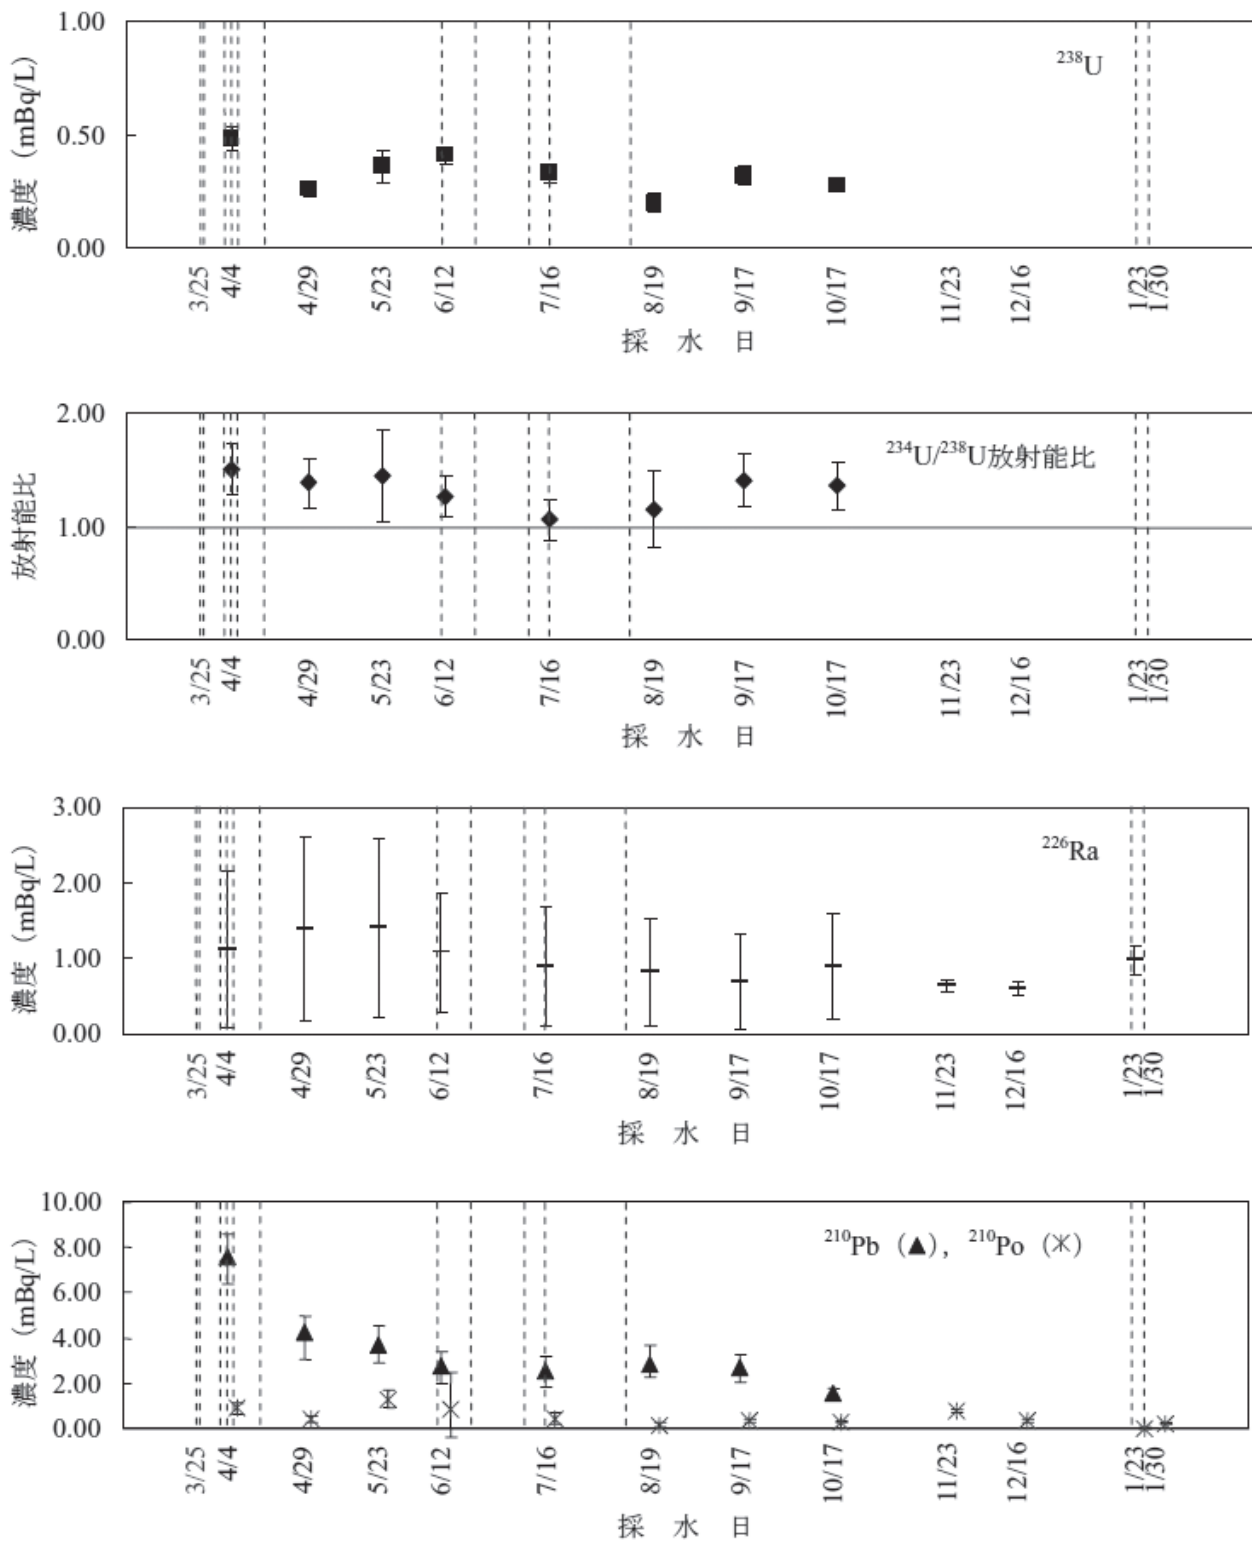 1.00
²³⁸U
0.50
0.00
濃度（mBq/L）
3/25 4/4 4/29 5/23 6/12 7/16 8/19 9/17 10/17 11/23 12/16 1/23 1/30
採 水 日
2.00
²³⁴U/²³⁸U放射能比
1.00
0.00
放射能比
3/25 4/4 4/29 5/23 6/12 7/16 8/19 9/17 10/17 11/23 12/16 1/23 1/30
採 水 日
3.00
²²⁶Ra
2.00
1.00
0.00
濃度（mBq/L）
3/25 4/4 4/29 5/23 6/12 7/16 8/19 9/17 10/17 11/23 12/16 1/23 1/30
採 水 日
10.00
²¹⁰Pb（▲），²¹⁰Po（✳）
8.00
6.00
4.00
2.00
0.00
濃度（mBq/L）
3/25 4/4 4/29 5/23 6/12 7/16 8/19 9/17 10/17 11/23 12/16 1/23 1/30
採 水 日